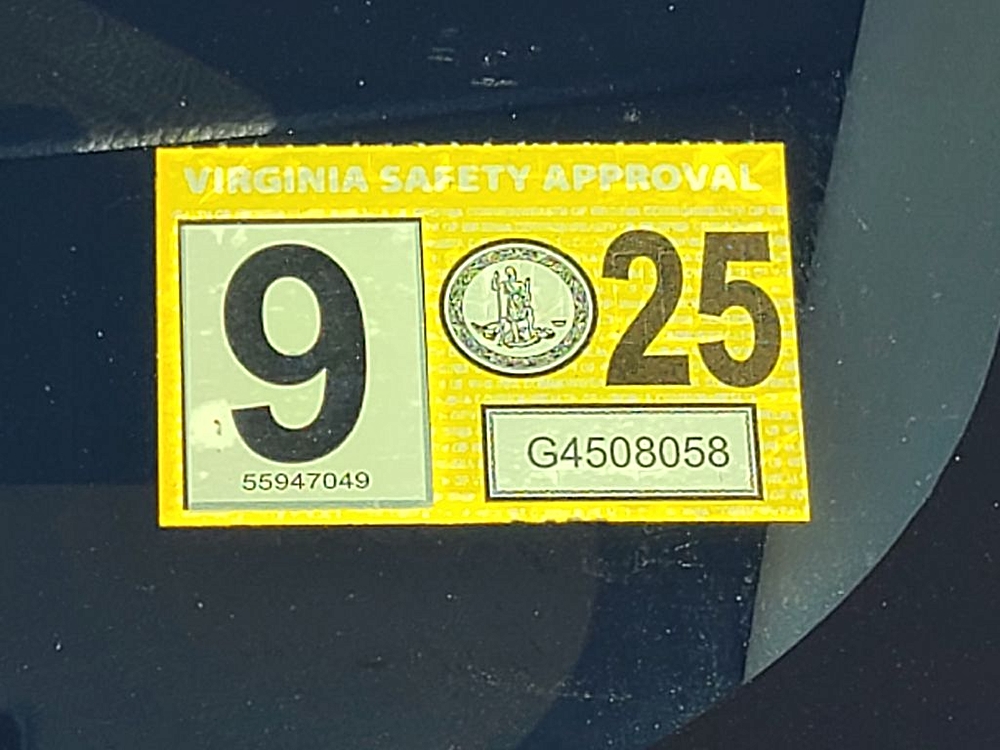 VIRGINIA SAFETY APPROVAL
9
25
55947049
G4508058